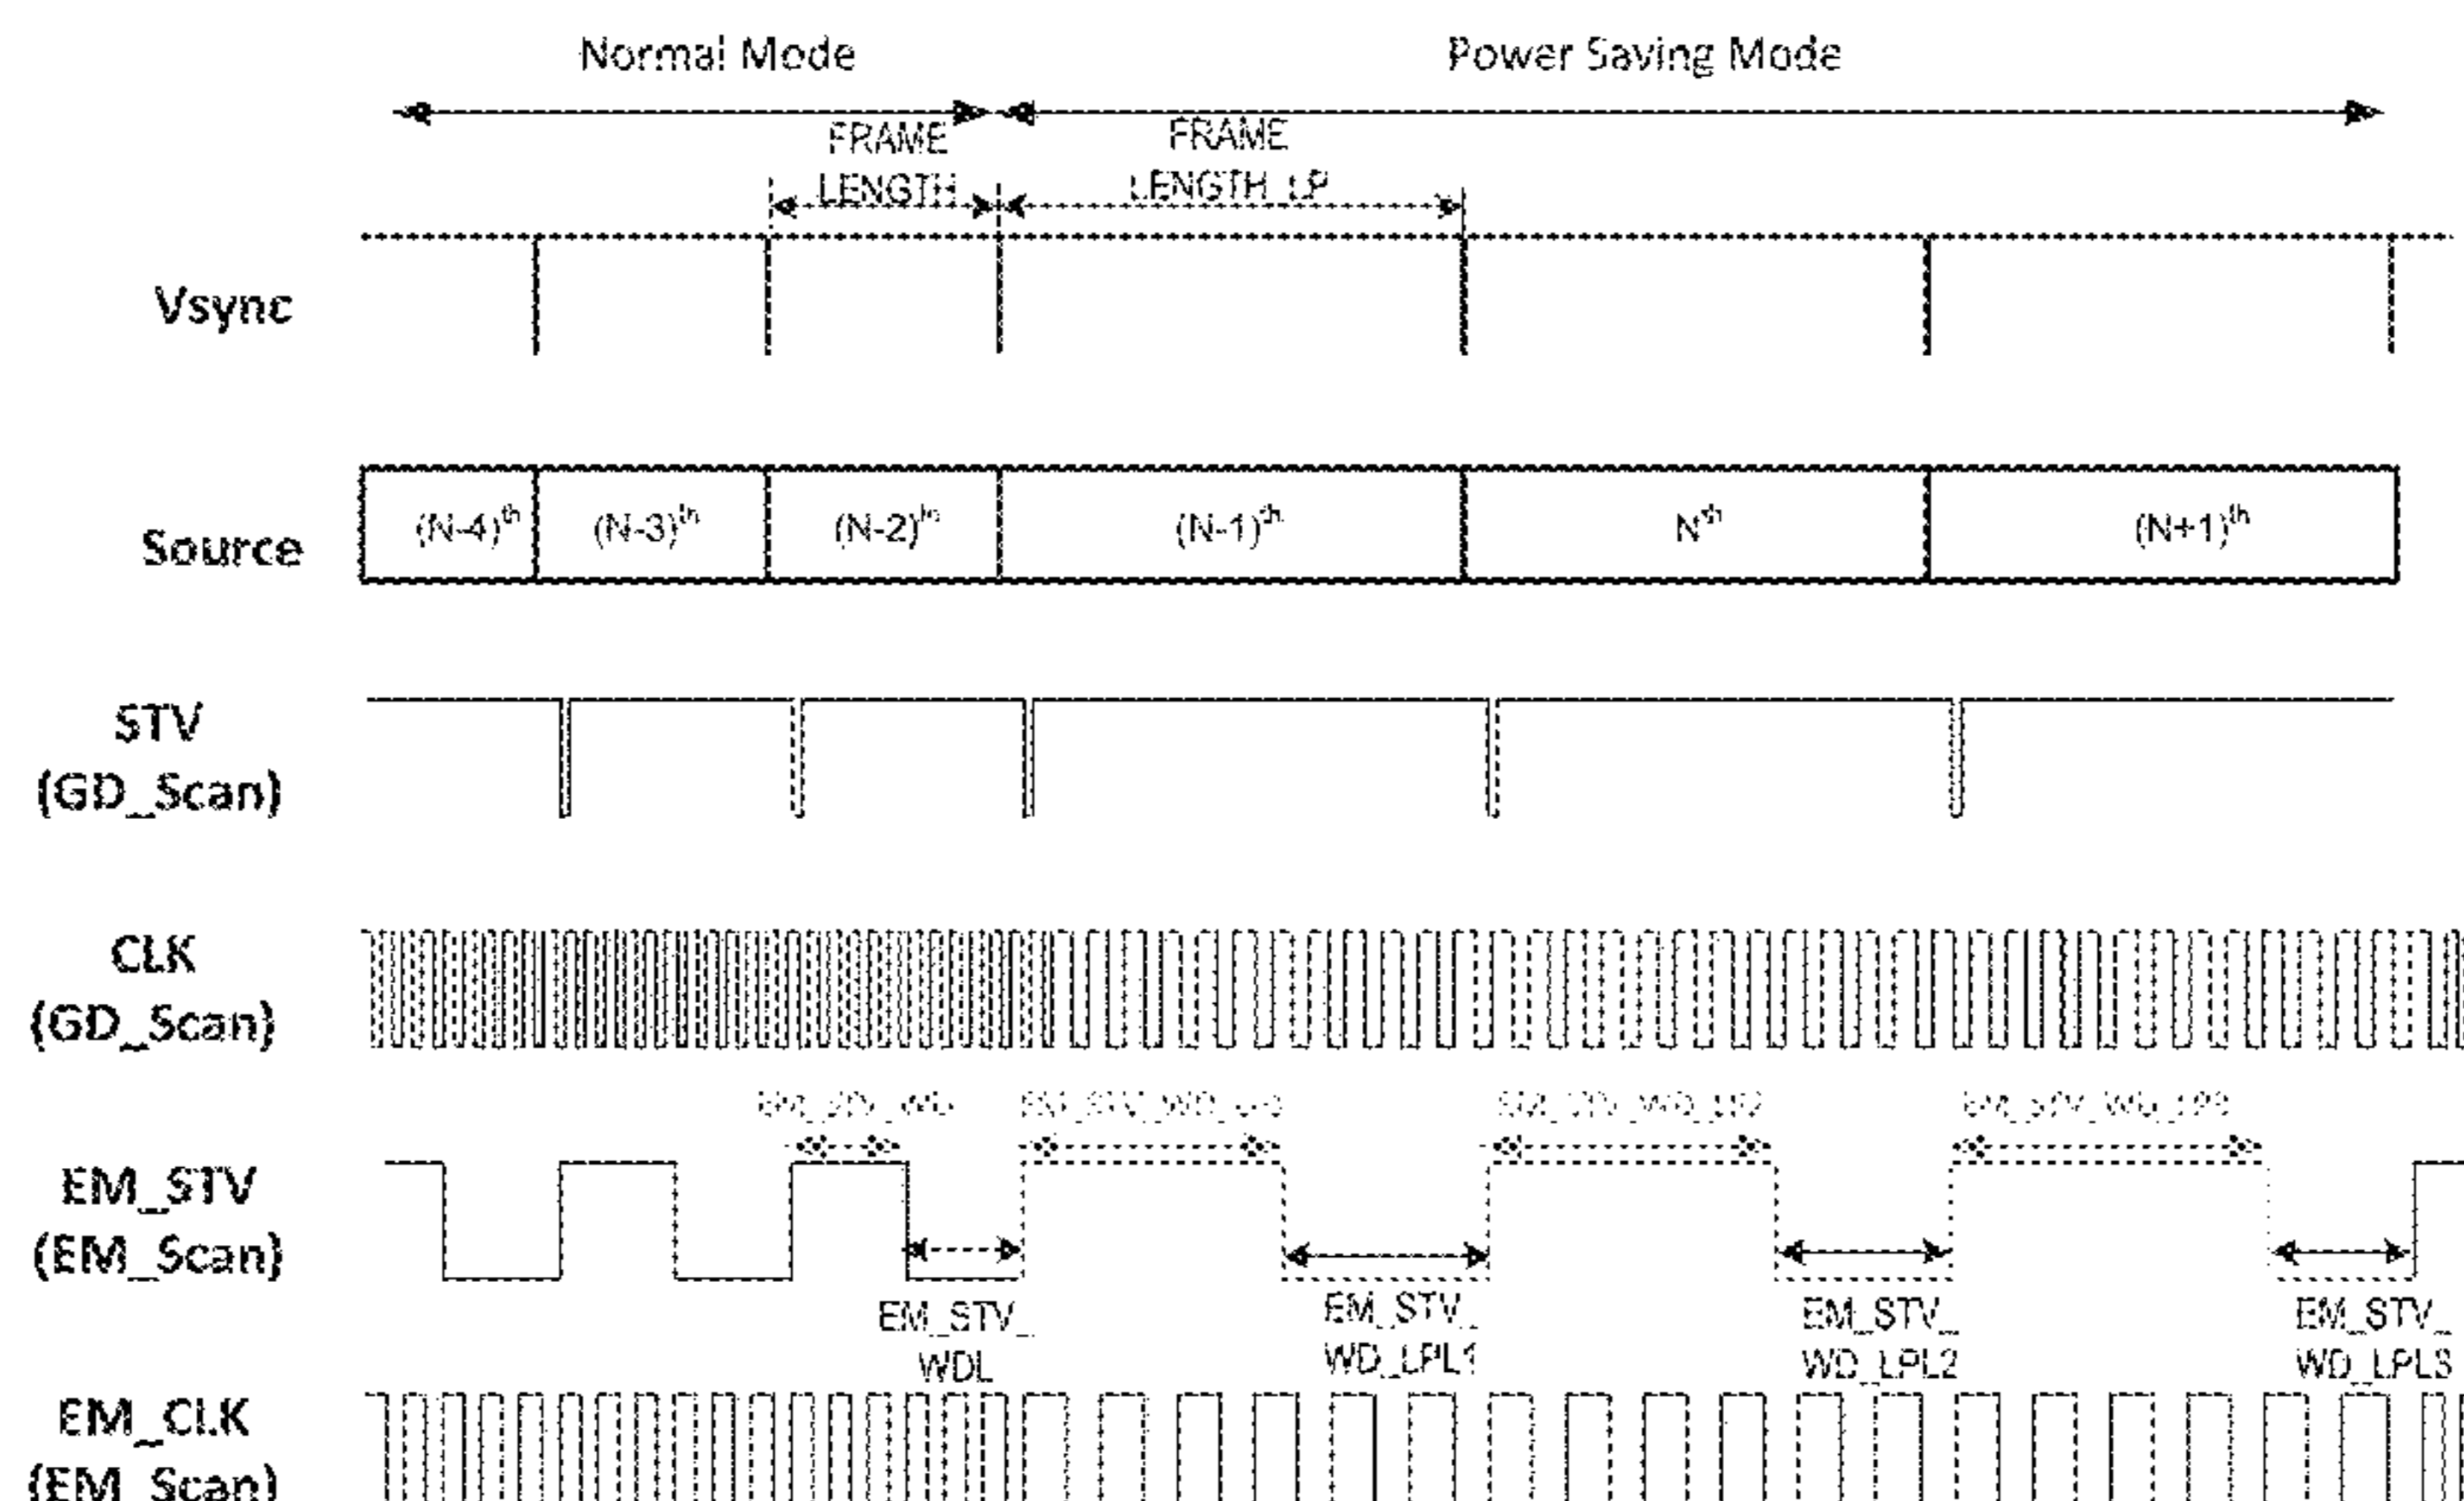 Normal Mode
Power Saving Mode
FRAME
LENGTH
FRAME
LENGTH_LP
Vsync
Source
(N-4)th
(N-3)th
(N-2)th
(N-1)th
Nth
(N+1)th
STV
(GD_Scan)
CLK
(GD_Scan)
EM_STV
(EM_Scan)
EM_STV_
WDL
EM_STV_
WD_LPL1
EM_STV_
WD_LPL2
EM_STV_
WD_LPL3
EM_CLK
(EM_Scan)